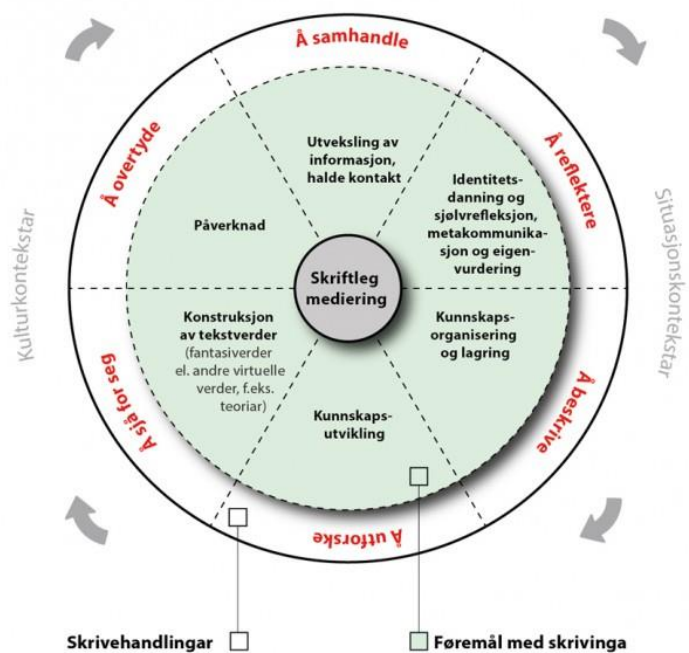 Å samhandle
Å overtyde
Å reflektere
Kulturkontekstar
Situasjonskontekstar
Utveksling av
informasjon,
halde kontakt
Identitets-
danning og
sjølvrefleksjon,
metakommunika-
sjon og eigen-
vurdering
Påverknad
Skriftleg
mediering
Konstruksjon
av tekstverder
(fantasiverder
el. andre virtuelle
verder, f.eks.
teoriar)
Kunnskaps-
organisering
og lagring
Kunnskaps-
utvikling
Å sjå for seg
Å beskrive
Å utforske
Skrivehandlingar
Føremål med skrivinga